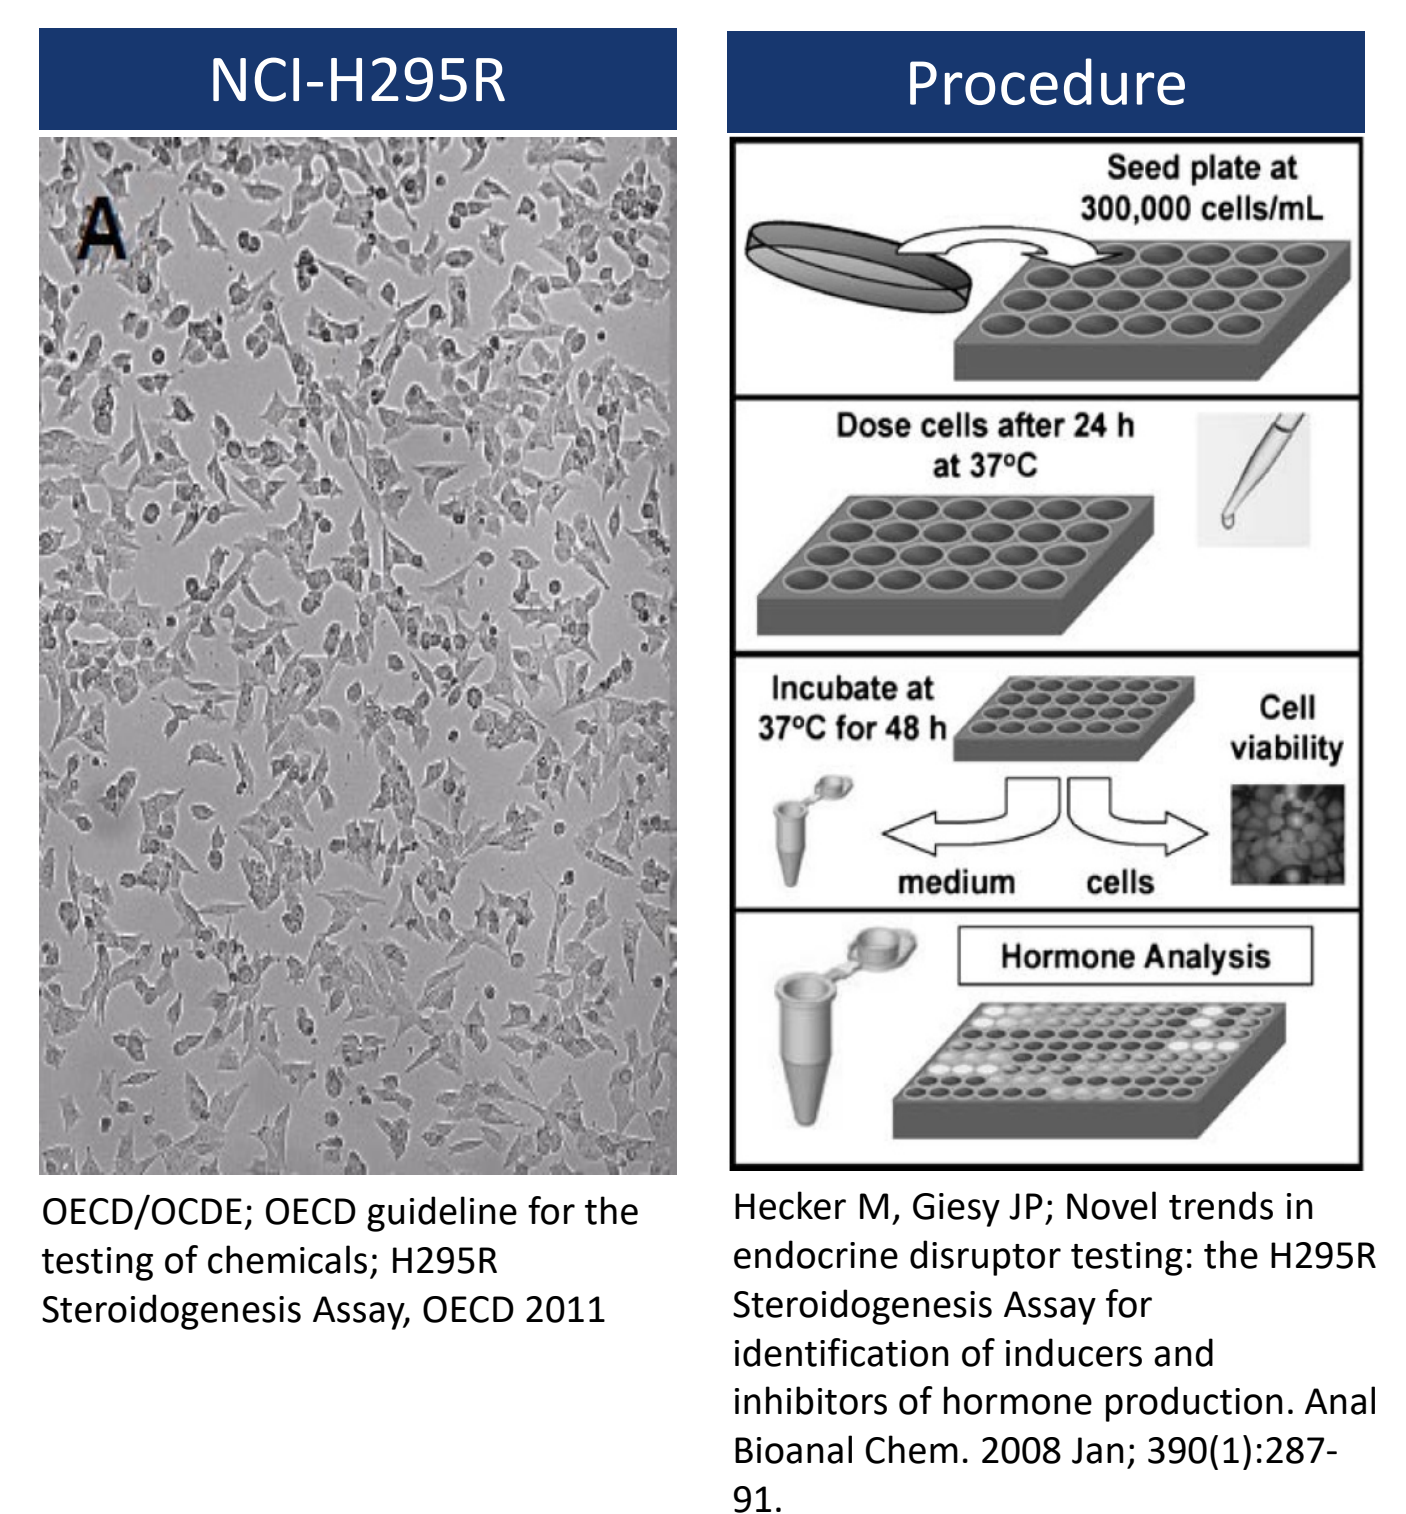 NCI-H295R
A
OECD/OCDE; OECD guideline for the
testing of chemicals; H295R
Steroidogenesis Assay, OECD 2011
Procedure
Seed plate at
300,000 cells/mL
Dose cells after 24 h
at 37ºC
Incubate at
37ºC for 48 h
Cell
viability
medium
cells
Hormone Analysis
Hecker M, Giesy JP; Novel trends in
endocrine disruptor testing: the H295R
Steroidogenesis Assay for
identification of inducers and
inhibitors of hormone production. Anal
Bioanal Chem. 2008 Jan; 390(1):287-
91.